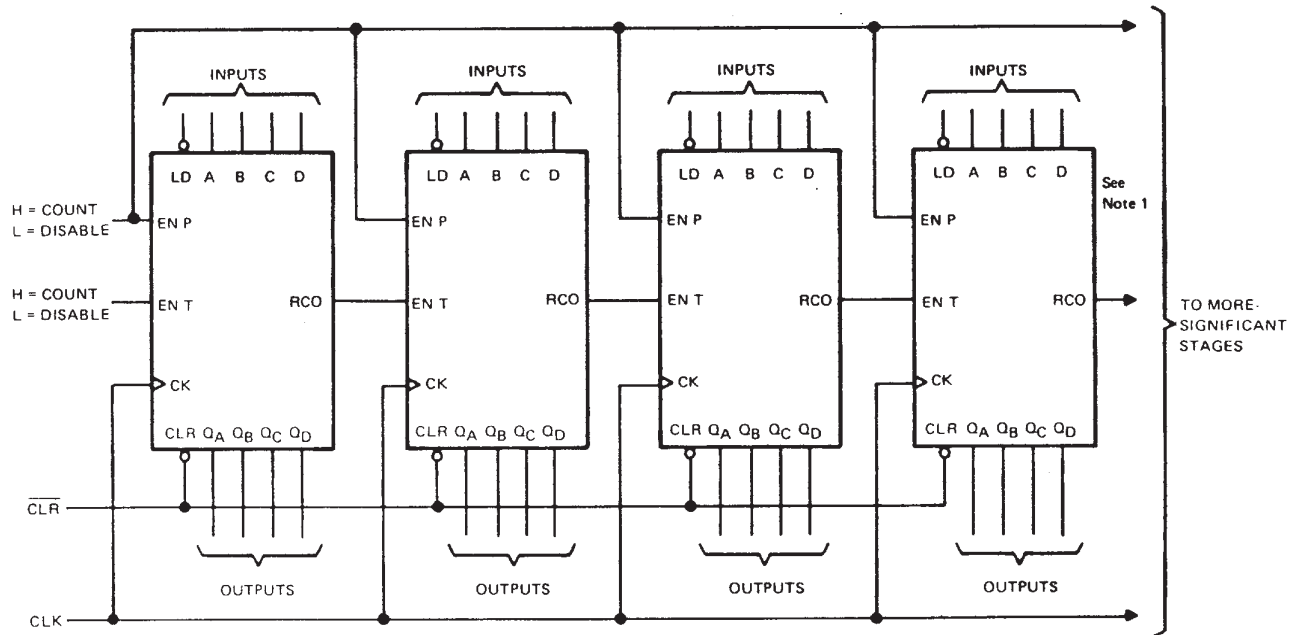 INPUTS INPUTS INPUTS INPUTS
LD A B C D LD A B C D LD A B C D LD A B C D
See
Note 1
H = COUNT
L = DISABLE
EN P EN P EN P EN P
H = COUNT
L = DISABLE
EN T RCO EN T RCO EN T RCO EN T RCO
TO MORE-
SIGNIFICANT
STAGES
CK CK CK CK
CLR QA QB QC QD CLR QA QB QC QD CLR QA QB QC QD CLR QA QB QC QD
CLR
OUTPUTS OUTPUTS OUTPUTS OUTPUTS
CLK